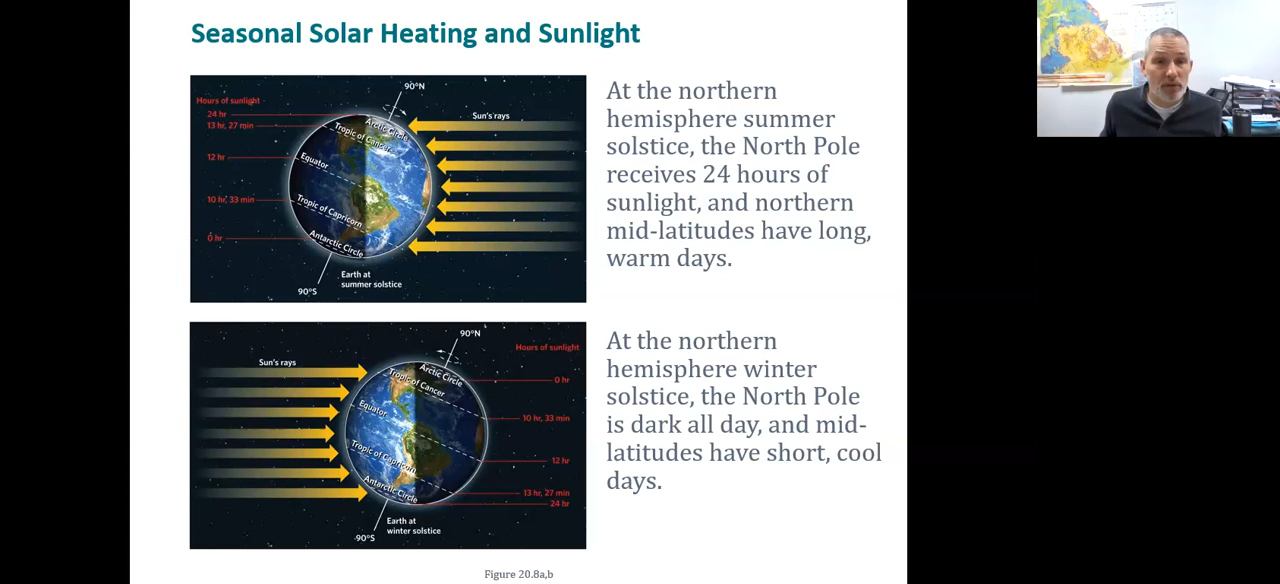 Seasonal Solar Heating and Sunlight
90°N
Hours of sunlight
24 hr
13 hr, 27 min
12 hr
10 hr, 33 min
0 hr
Arctic Circle
Tropic of Cancer
Equator
Tropic of Capricorn
Antarctic Circle
Sun's rays
Earth at
summer solstice
90°S
At the northern
hemisphere summer
solstice, the North Pole
receives 24 hours of
sunlight, and northern
mid-latitudes have long,
warm days.
90°N
Hours of sunlight
Sun's rays
Arctic Circle
Tropic of Cancer
Equator
Tropic of Capricorn
Antarctic Circle
0 hr
10 hr, 33 min
12 hr
13 hr, 27 min
24 hr
Earth at
winter solstice
90°S
At the northern
hemisphere winter
solstice, the North Pole
is dark all day, and mid-
latitudes have short, cool
days.
Figure 20.8a,b